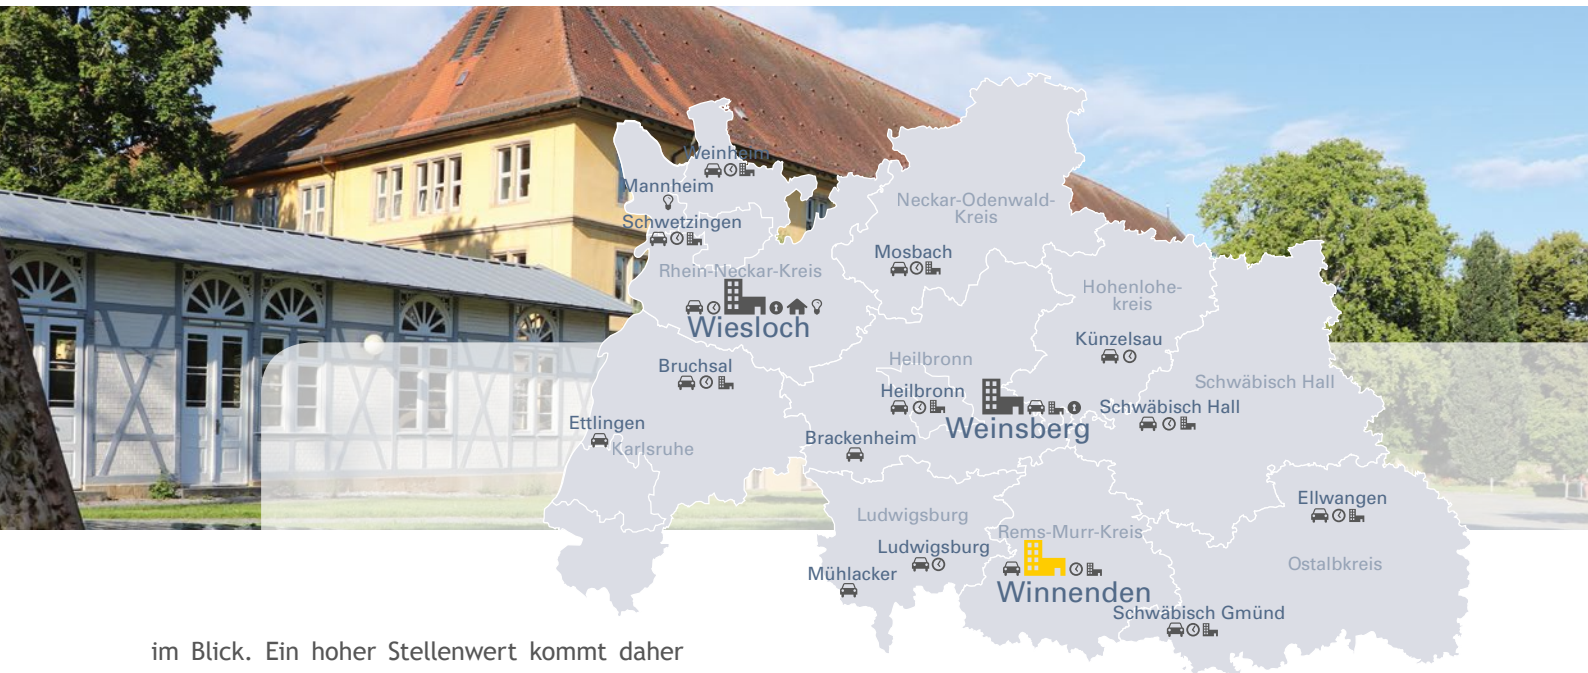 Weinheim
Mannheim
Schwetzingen
Neckar-Odenwald-
Kreis
Mosbach
Rhein-Neckar-Kreis
Wiesloch
Hohenlohe-
kreis
Künzelsau
Bruchsal
Heilbronn
Heilbronn
Schwäbisch Hall
Schwäbisch Hall
Ettlingen
Karlsruhe
Brackenheim
Weinsberg
Ellwangen
Ludwigsburg
Rems-Murr-Kreis
Ludwigsburg
Ostalbkreis
Mühlacker
Winnenden
Schwäbisch Gmünd
im Blick. Ein hoher Stellenwert kommt daher